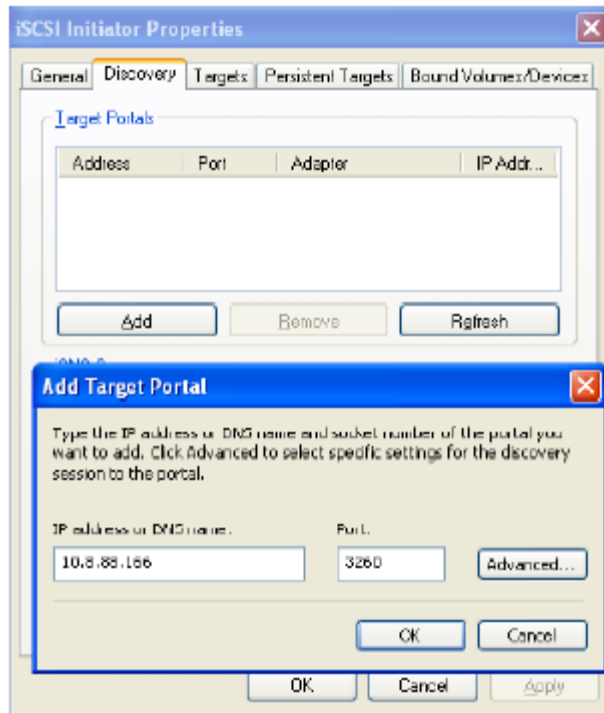 iSCSI Initiator Properties
General Discovery Targets Persistent Targets Bound Volumes/Devices
Target Portals
Address Port Adapter IP Addr...
Add Remove Refresh
Add Target Portal
Type the IP address or DNS name and socket number of the portal you
want to add. Click Advanced to select specific settings for the discovery
session to the portal.
IP address or DNS name: Port:
10.8.88.166 3260 Advanced...
OK Cancel
OK Cancel Apply